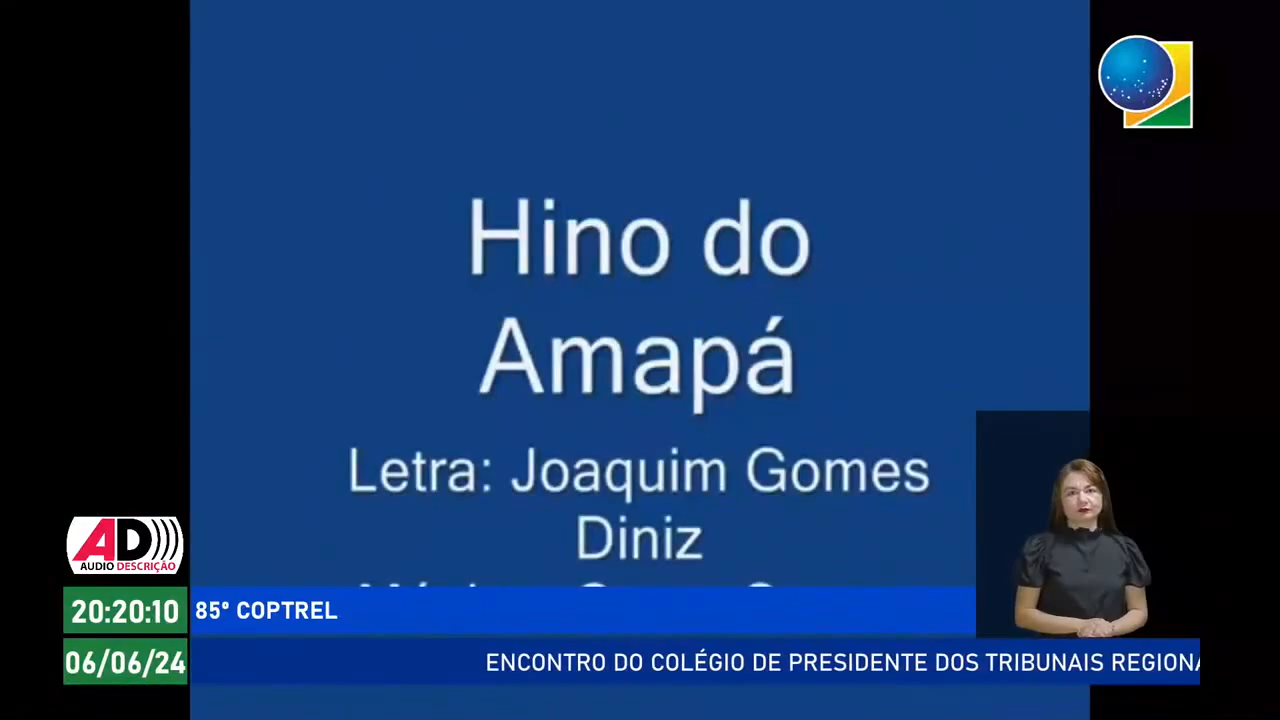 Hino do
Amapá
Letra: Joaquim Gomes
Diniz
AD
AUDIO DESCRIÇÃO
20:20:10
85º COPTREL
06/06/24
ENCONTRO DO COLÉGIO DE PRESIDENTE DOS TRIBUNAIS REGIONA